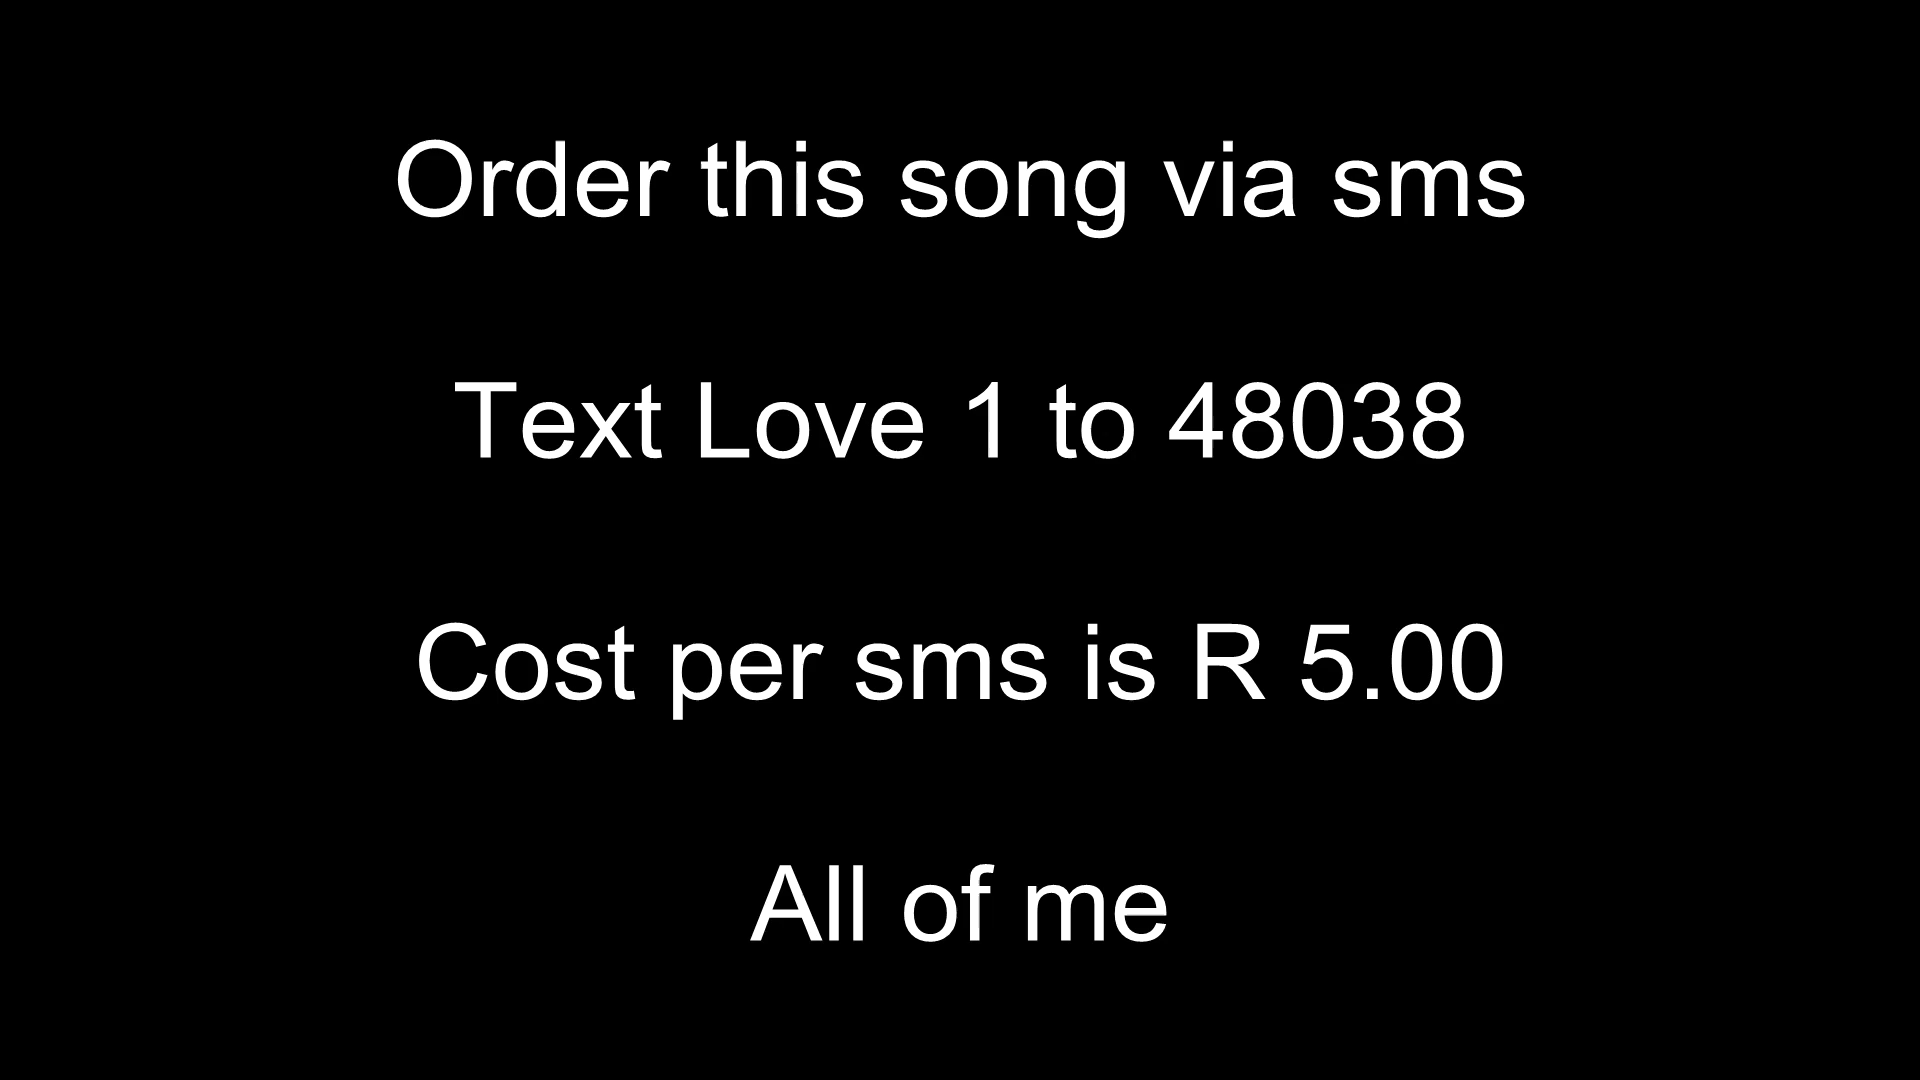 Order this song via sms
Text Love 1 to 48038
Cost per sms is R 5.00
All of me